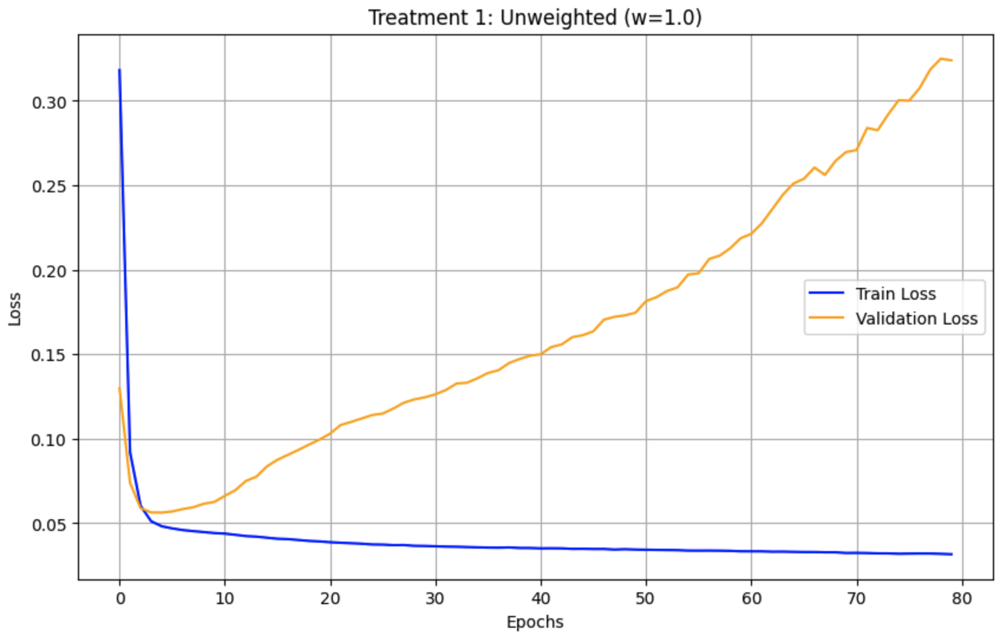 Treatment 1: Unweighted (w=1.0)
0.30
0.25
0.20
0.15
0.10
0.05
Loss
Train Loss
Validation Loss
0 10 20 30 40 50 60 70 80
Epochs